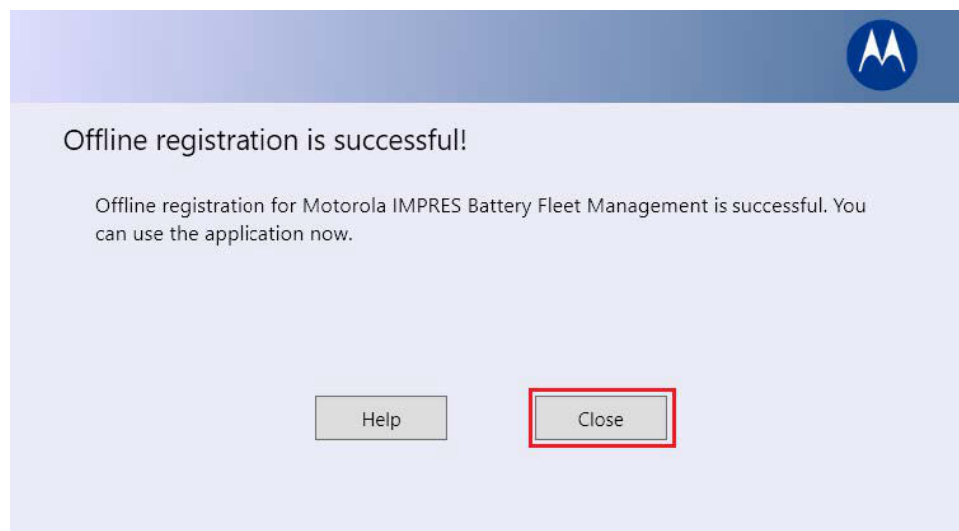 Offline registration is successful!
Offline registration for Motorola IMPRES Battery Fleet Management is successful. You
can use the application now.
Help
Close